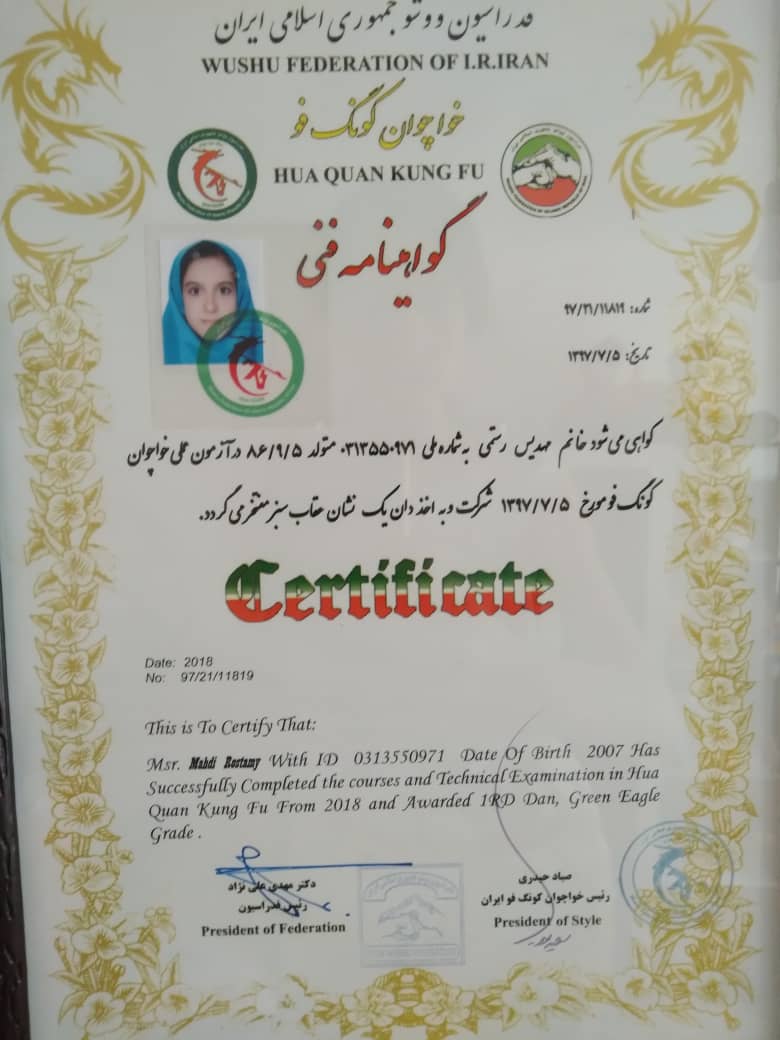 فدراسیون ووشو جمهوری اسلامی ایران
WUSHU FEDERATION OF I.R.IRAN
خواچوان کونگ فو
HUA QUAN KUNG FU
گواهینامه فنی
شماره: ۹۷/۲۱/۱۱۸۱۹
تاریخ: ۱۳۹۷/۷/۵
گواهی می شود خانم مهدیس رستمی به شماره ملی ۰۳۱۳۵۵۰۹۷۱ متولد ۸۶/۹/۵ در آزمون عملی خواچوان
کونگ فو مورخ ۱۳۹۷/۷/۵ شرکت و به اخذ دان یک نشان عقاب سبز مفتخر می گردد.
Certificate
Date: 2018
No: 97/21/11819
This is To Certify That:
Msr. Mahdi Rostamy With ID 0313550971 Date Of Birth 2007 Has
Successfully Completed the courses and Technical Examination in Hua
Quan Kung Fu From 2018 and Awarded 1RD Dan, Green Eagle
Grade .
دکتر مهدی علی نژاد
رئیس فدراسیون
President of Federation
صیاد حیدری
رئیس خواجوان کونگ فو ایران
President of Style